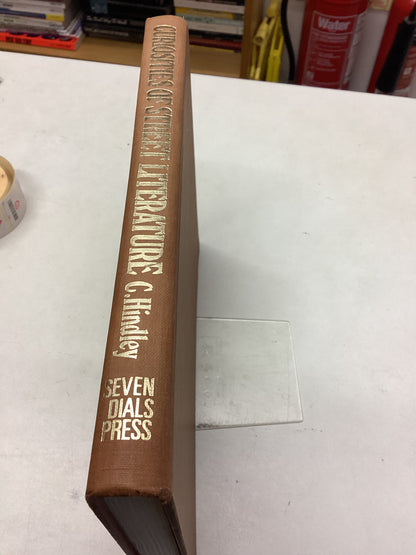 CURIOSITIES OF STREET LITERATURE C.Hindley
SEVEN
DIALS
PRESS
Water